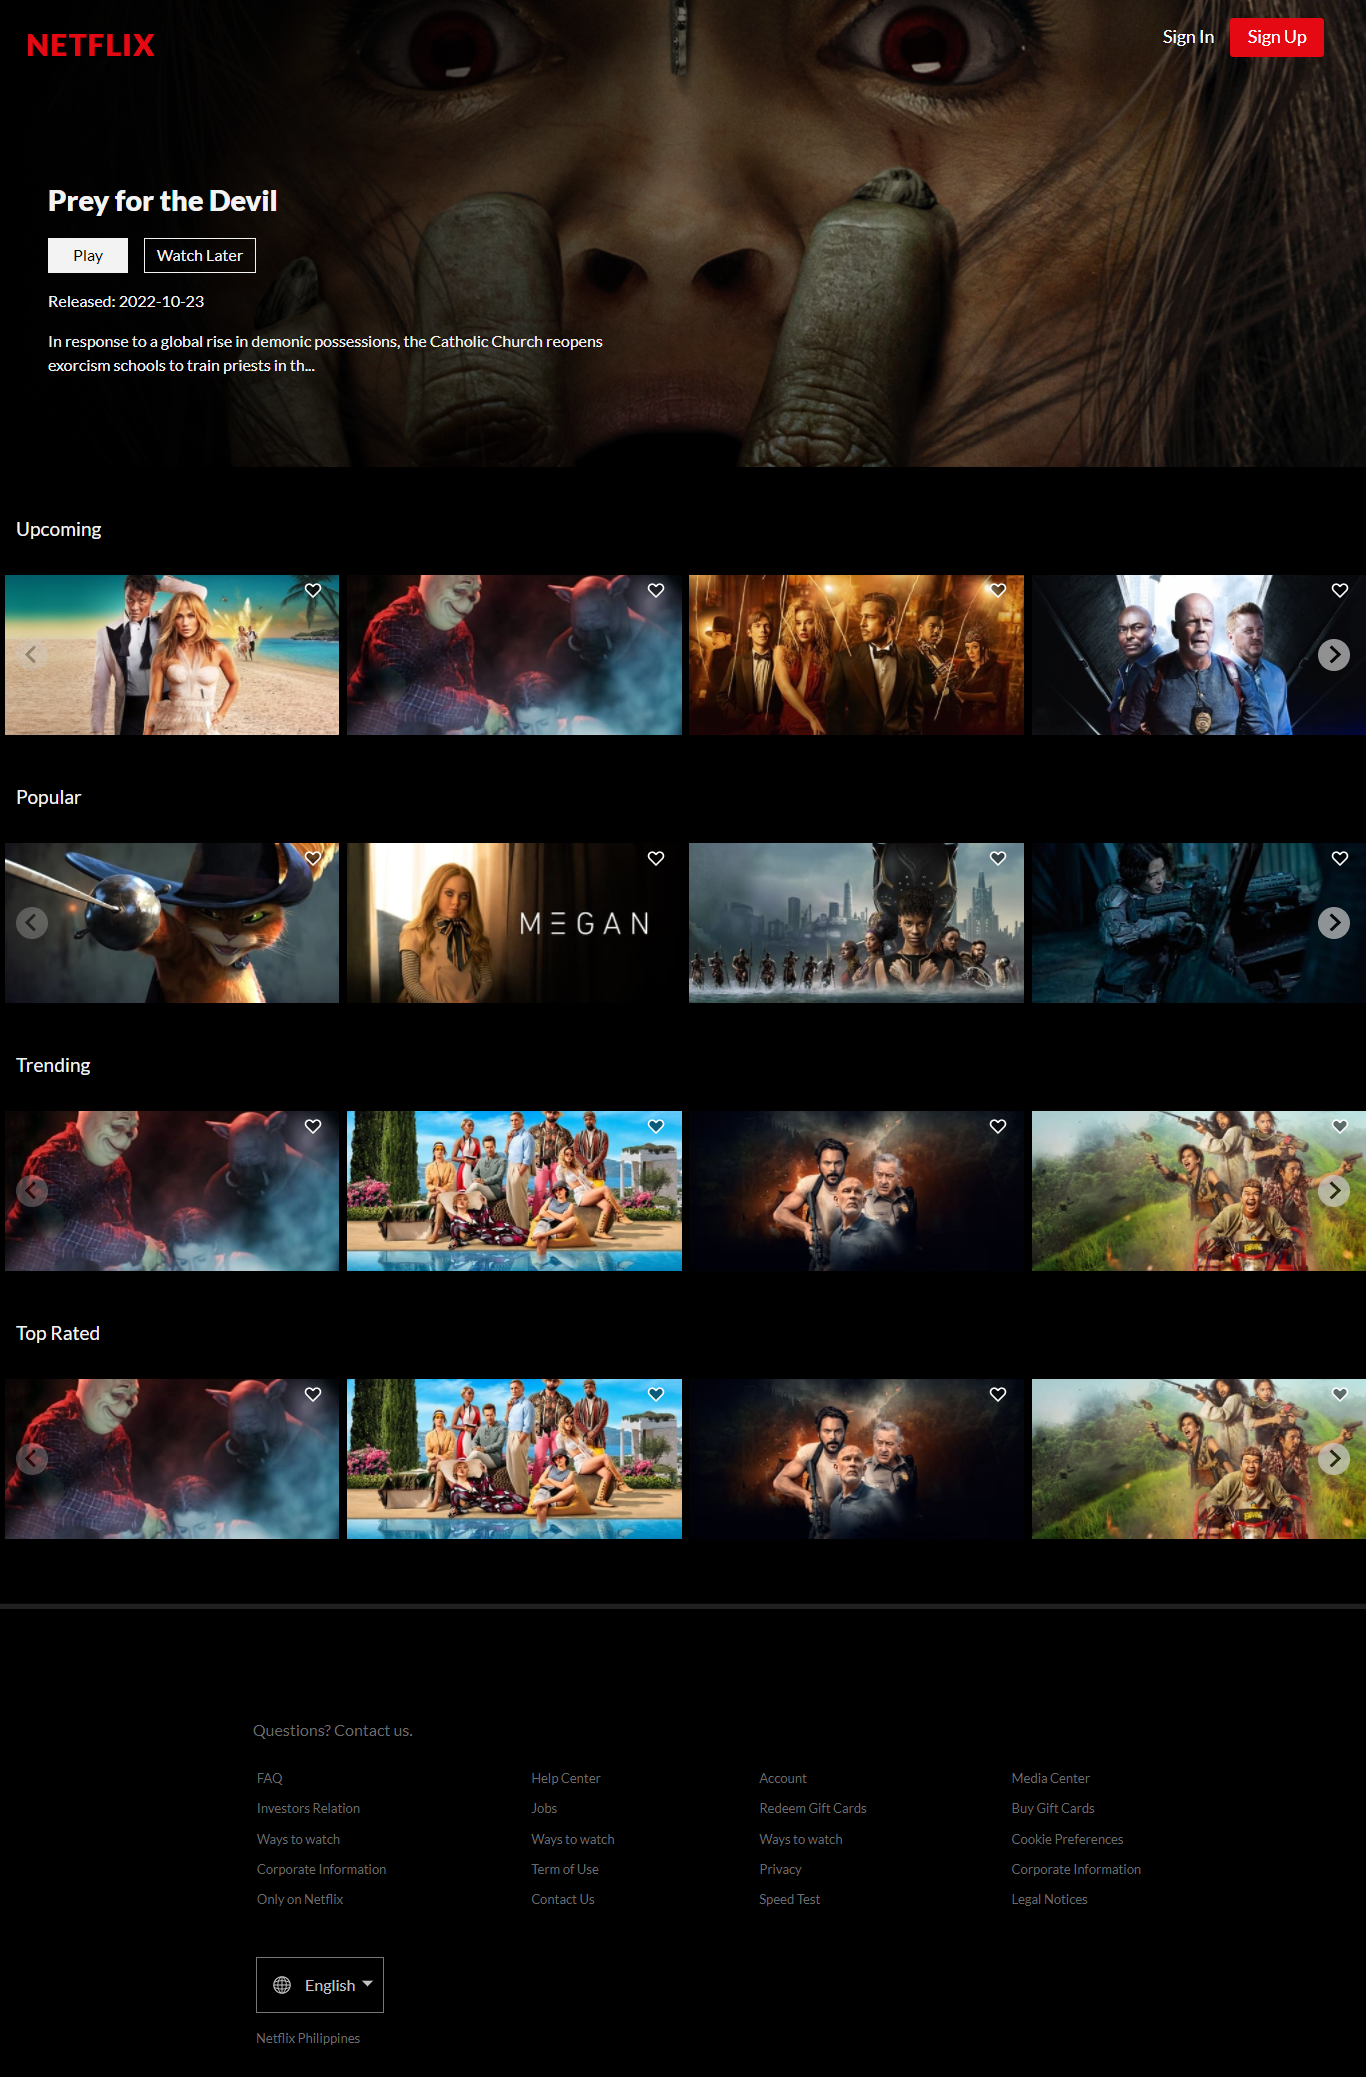 NETFLIX
Sign In
Sign Up
Prey for the Devil
Play
Watch Later
Released: 2022-10-23
In response to a global rise in demonic possessions, the Catholic Church reopens
exorcism schools to train priests in th...
Upcoming
Popular
M Ξ G A N
Trending
Top Rated
Questions? Contact us.
FAQ
Help Center
Account
Media Center
Investors Relation
Jobs
Redeem Gift Cards
Buy Gift Cards
Ways to watch
Ways to watch
Ways to watch
Cookie Preferences
Corporate Information
Term of Use
Privacy
Corporate Information
Only on Netflix
Contact Us
Speed Test
Legal Notices
English
Netflix Philippines